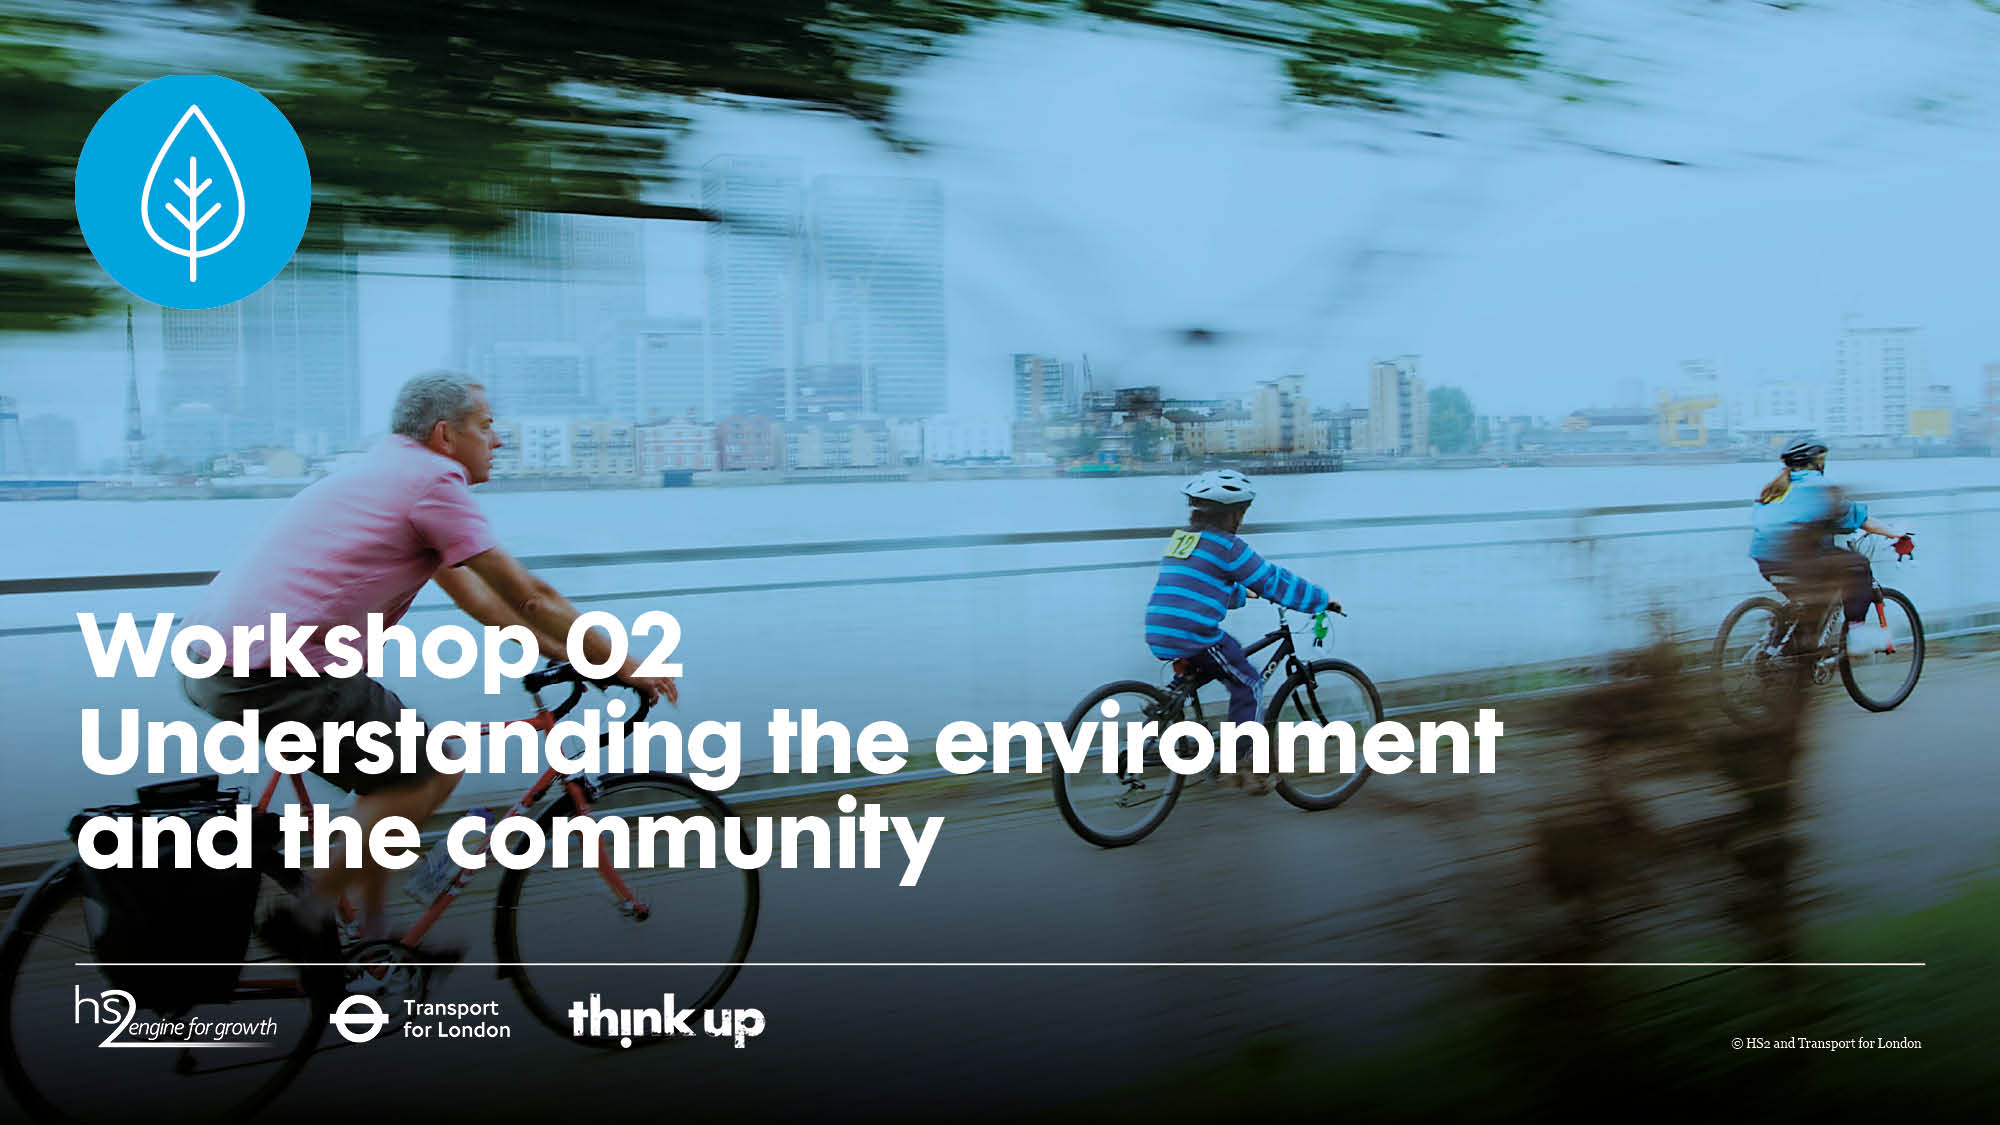 12
Workshop 02
Understanding the environment
and the community
hs2 engine for growth
Transport
for London
think up
© HS2 and Transport for London